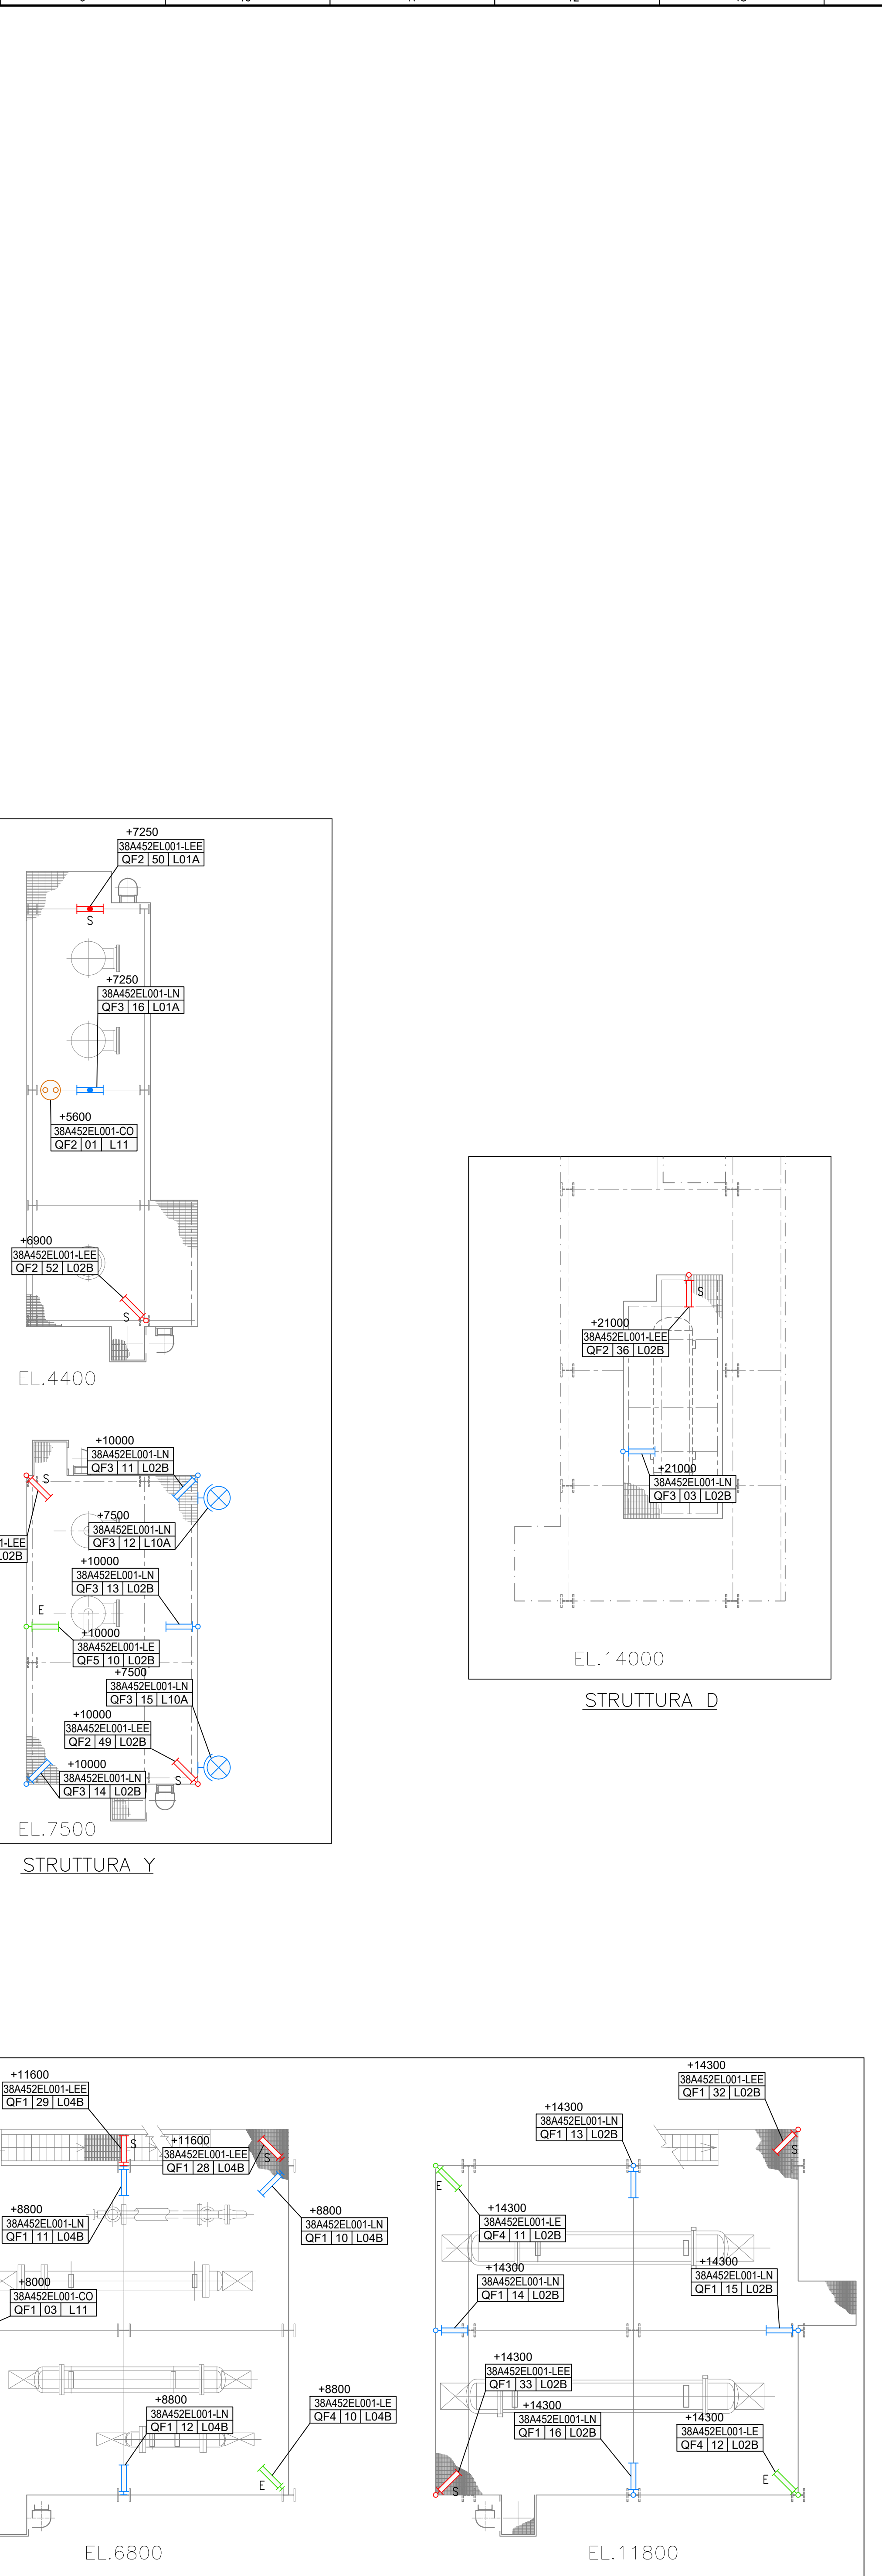 +7250
38A452EL001-LEE
QF2 50 L01A
S
+7250
38A452EL001-LN
QF3 16 L01A
+5600
38A452EL001-CO
QF2 01 L11
+6900
38A452EL001-LEE
QF2 52 L02B
S
EL.4400
+10000
38A452EL001-LN
QF3 11 L02B
S
+7500
38A452EL001-LN
QF3 12 L10A
1-LEE
02B
+10000
38A452EL001-LN
QF3 13 L02B
E
+10000
38A452EL001-LE
QF5 10 L02B
+7500
38A452EL001-LN
QF3 15 L10A
+10000
38A452EL001-LEE
QF2 49 L02B
S
+10000
38A452EL001-LN
QF3 14 L02B
EL.7500
STRUTTURA Y
S
+21000
38A452EL001-LEE
QF2 36 L02B
+21000
38A452EL001-LN
QF3 03 L02B
EL.14000
STRUTTURA D
+11600
38A452EL001-LEE
QF1 29 L04B
S
+11600
38A452EL001-LEE
QF1 28 L04B
S
+8800
38A452EL001-LN
QF1 11 L04B
+8800
38A452EL001-LN
QF1 10 L04B
+8000
38A452EL001-CO
QF1 03 L11
+8800
38A452EL001-LN
QF1 12 L04B
+8800
38A452EL001-LE
QF4 10 L04B
E
EL.6800
+14300
38A452EL001-LEE
QF1 32 L02B
S
+14300
38A452EL001-LN
QF1 13 L02B
E
+14300
38A452EL001-LE
QF4 11 L02B
+14300
38A452EL001-LN
QF1 14 L02B
+14300
38A452EL001-LN
QF1 15 L02B
+14300
38A452EL001-LEE
QF1 33 L02B
S
+14300
38A452EL001-LN
QF1 16 L02B
+14300
38A452EL001-LE
QF4 12 L02B
E
EL.11800